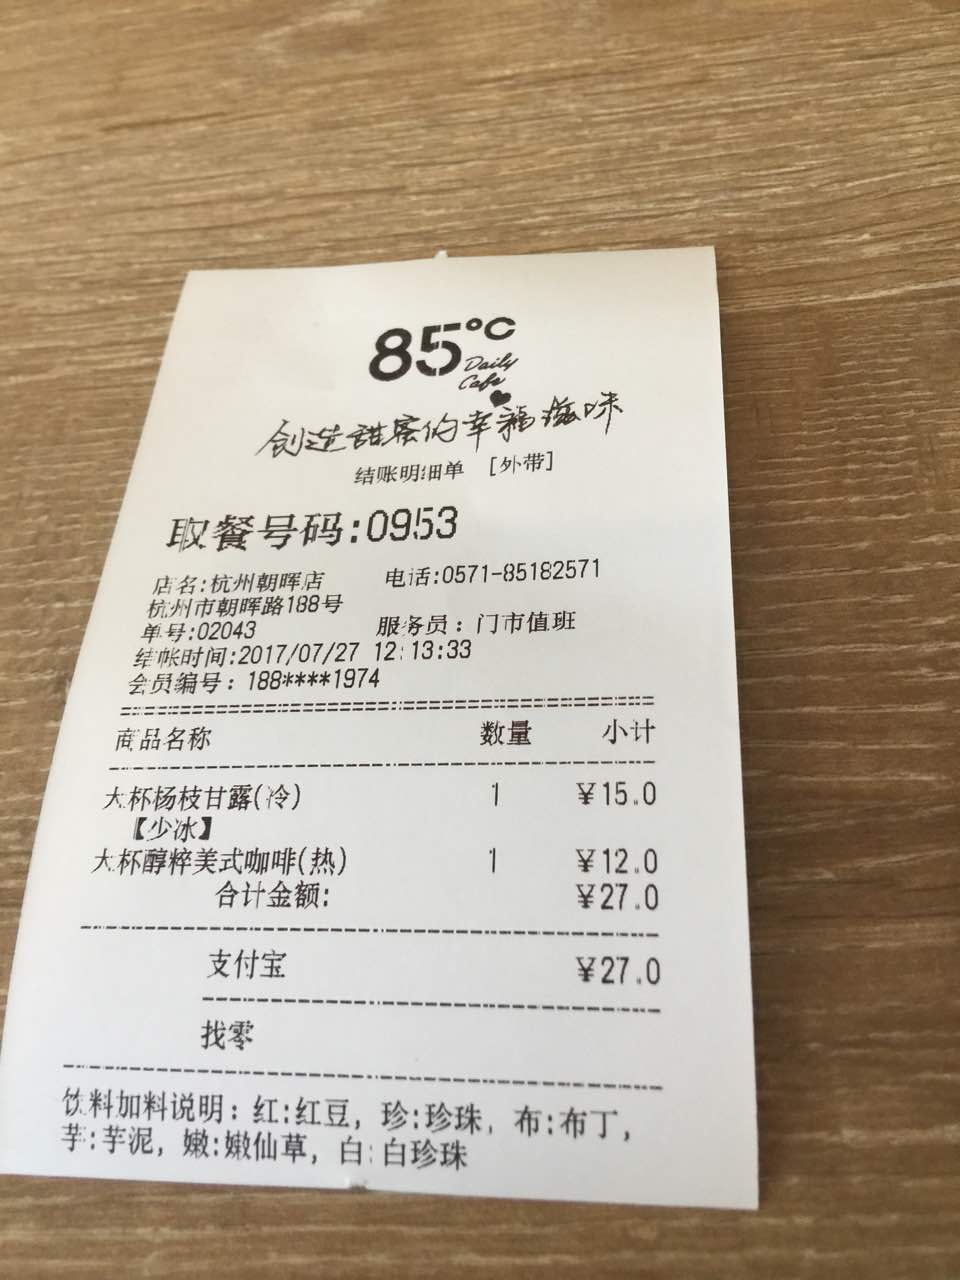 85°C
Daily
Cafe
创造甜蜜的幸福滋味
结账明细单 [外带]
取餐号码:0953
店名:杭州朝晖店 电话:0571-85182571
杭州市朝晖路188号
单号:02043 服务员：门市值班
结帐时间:2017/07/27 12:13:33
会员编号：188****1974
商品名称 数量 小计
大杯杨枝甘露(冷) 1 ¥15.0
【少冰】
大杯醇粹美式咖啡(热) 1 ¥12.0
合计金额: ¥27.0
支付宝 ¥27.0
找零
饮料加料说明：红:红豆，珍:珍珠，布:布丁，
芋:芋泥，嫩:嫩仙草，白:白珍珠